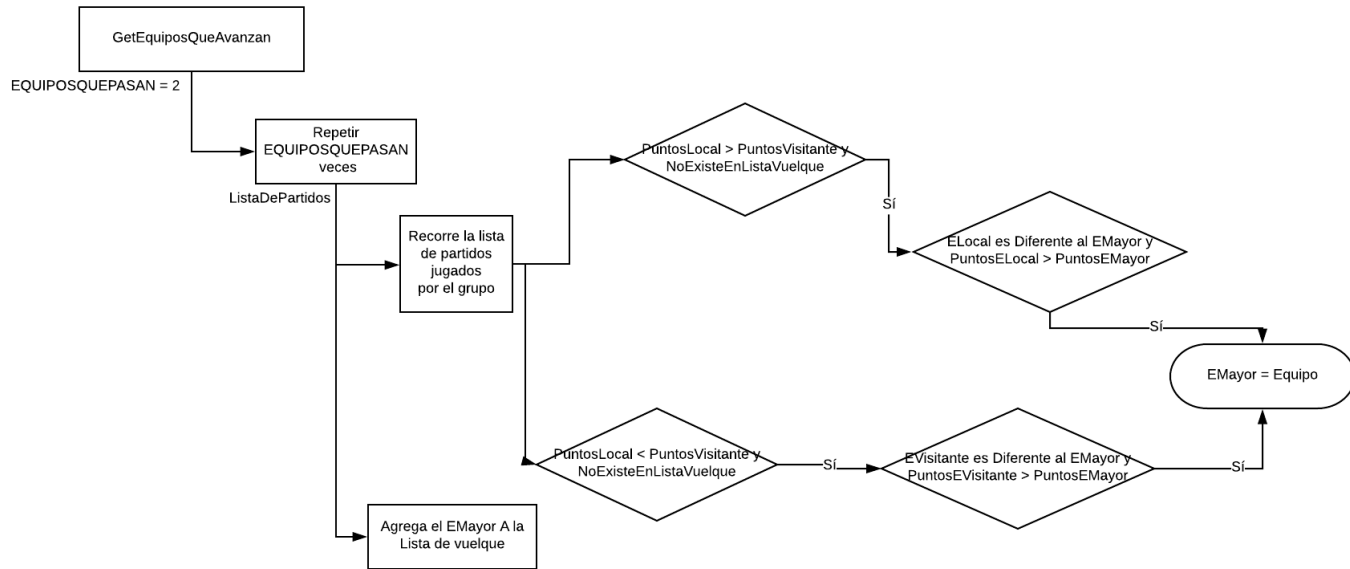 GetEquiposQueAvanzan
EQUIPOSQUEPASAN = 2
Repetir
EQUIPOSQUEPASAN
veces
ListaDePartidos
Recorre la lista
de partidos
jugados
por el grupo
PuntosLocal > PuntosVisitante y
NoExisteEnListaVuelque
Sí
ELocal es Diferente al EMayor y
PuntosELocal > PuntosEMayor
Sí
EMayor = Equipo
PuntosLocal < PuntosVisitante y
NoExisteEnListaVuelque
Sí
EVisitante es Diferente al EMayor y
PuntosEVisitante > PuntosEMayor
Sí
Agrega el EMayor A la
Lista de vuelque